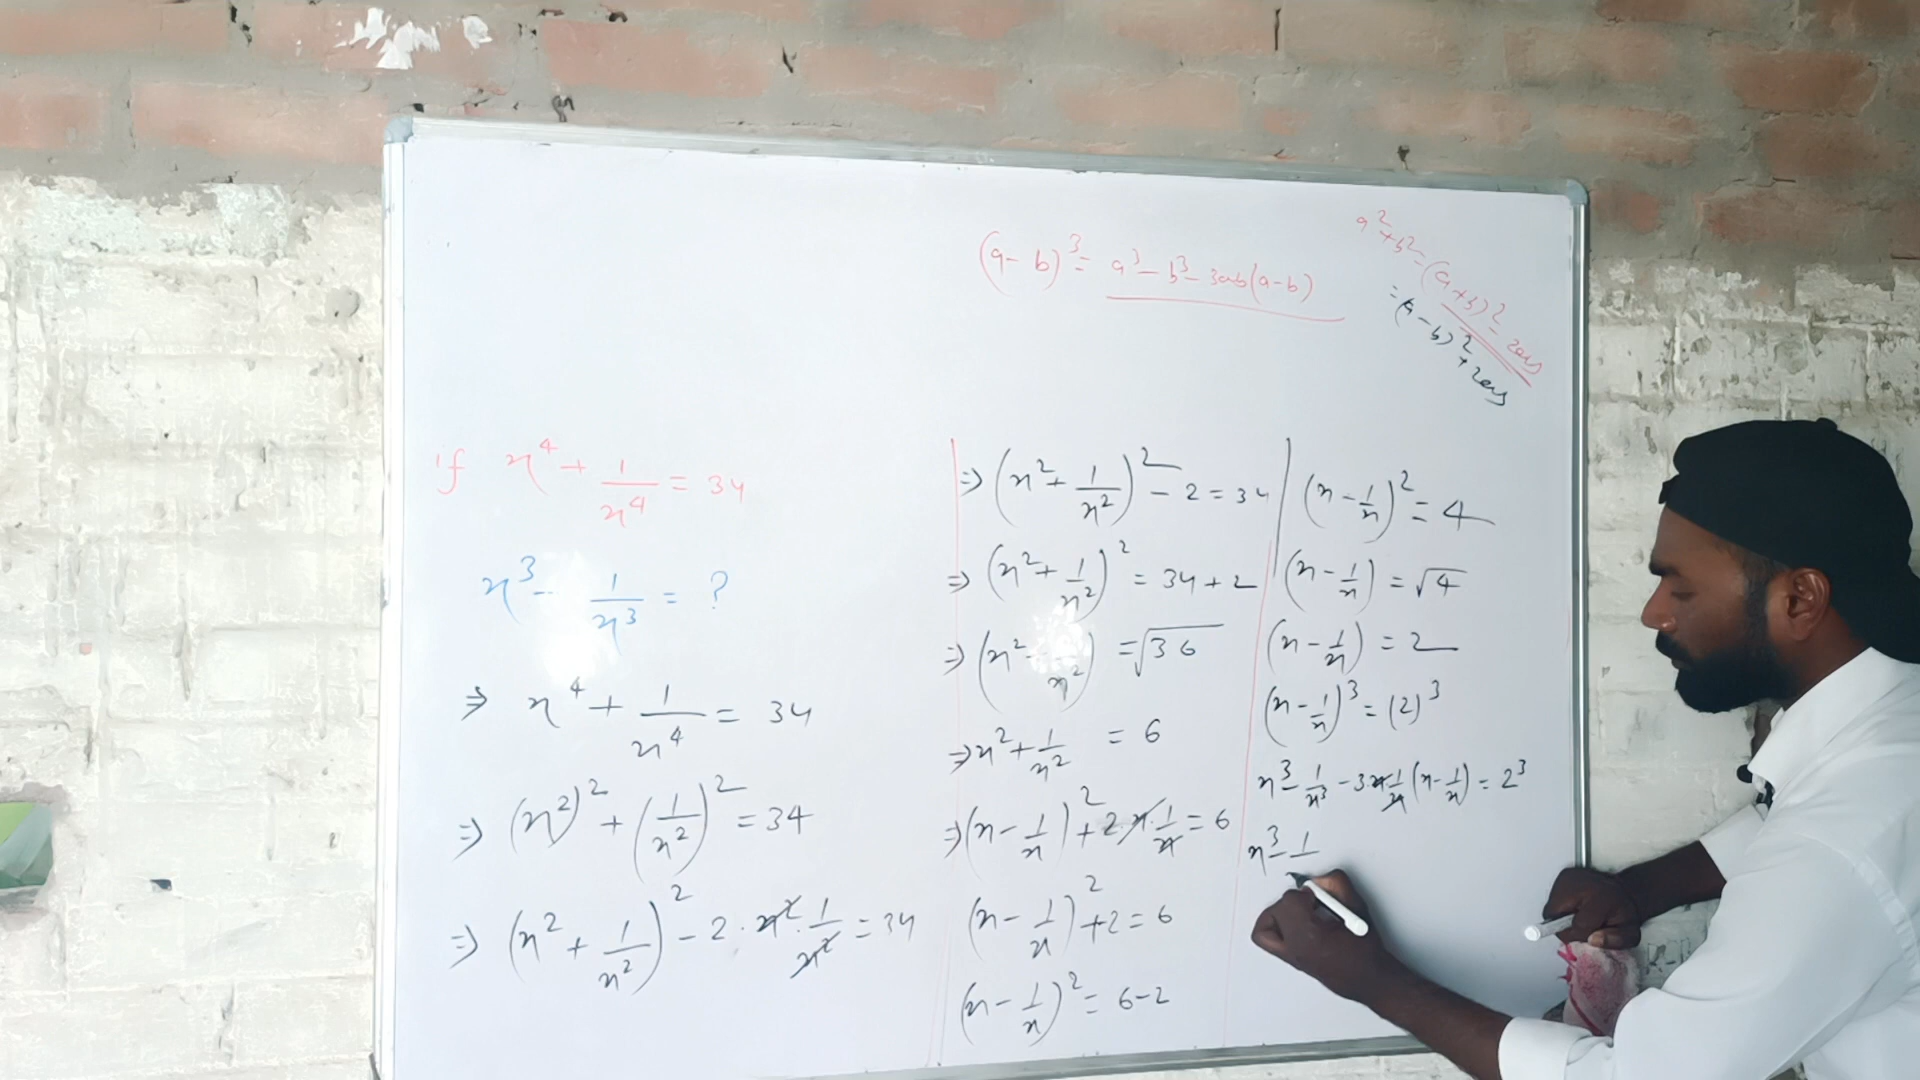 (a-b)³ = a³-b³-3ab(a-b)
a²+b² = (a+b)²-2ab
= (a-b)²+2ab
if x⁴ + 1/x⁴ = 34
x³ - 1/x³ = ?
⇒ x⁴ + 1/x⁴ = 34
⇒ (x²)² + (1/x²)² = 34
⇒ (x² + 1/x²)² - 2 · x² · 1/x² = 34
⇒ (x² + 1/x²)² - 2 = 34
⇒ (x² + 1/x²)² = 34 + 2
⇒ (x² 1/x²) = √36
⇒ x² + 1/x² = 6
⇒ (x - 1/x)² + 2·x·1/x = 6
(x - 1/x)² + 2 = 6
(x - 1/x)² = 6-2
(x - 1/x)² = 4
(x - 1/x) = √4
(x - 1/x) = 2
(x - 1/x)³ = (2)³
x³ - 1/x³ - 3·x·1/x (x - 1/x) = 2³
x³ - 1